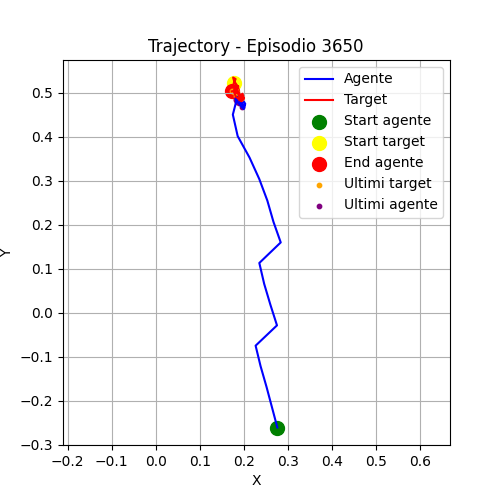 Trajectory - Episodio 3650
Agente
Target
Start agente
Start target
End agente
Ultimi target
Ultimi agente
Y
0.5
0.4
0.3
0.2
0.1
0.0
−0.1
−0.2
−0.3
−0.2 −0.1 0.0 0.1 0.2 0.3 0.4 0.5 0.6
X